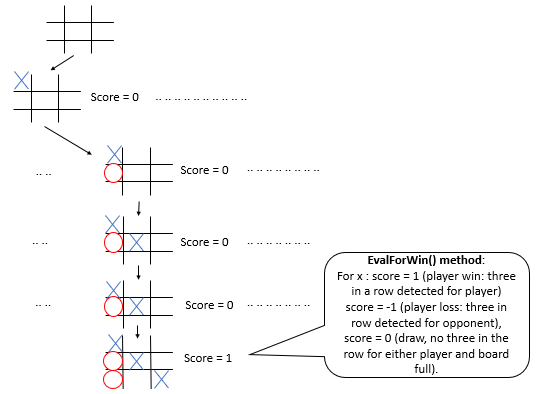 Score = 0 .. .. .. .. .. .. .. .. .. ..
.. .. Score = 0 .. .. .. .. .. .. .. ..
.. .. Score = 0 .. .. .. .. .. .. ..
.. .. Score = 0 .. .. .. .. .. .. ..
Score = 1
EvalForWin() method:
For x : score = 1 (player win: three
in a row detected for player)
score = -1 (player loss: three in
row detected for opponent),
score = 0 (draw, no three in the
row for either player and board
full).